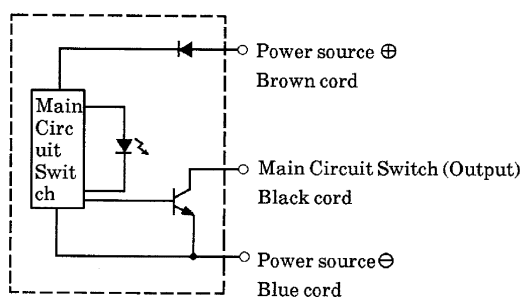 Power source ⊕
Brown cord
Main
Circ
uit
Swit
ch
Main Circuit Switch (Output)
Black cord
Power source ⊖
Blue cord